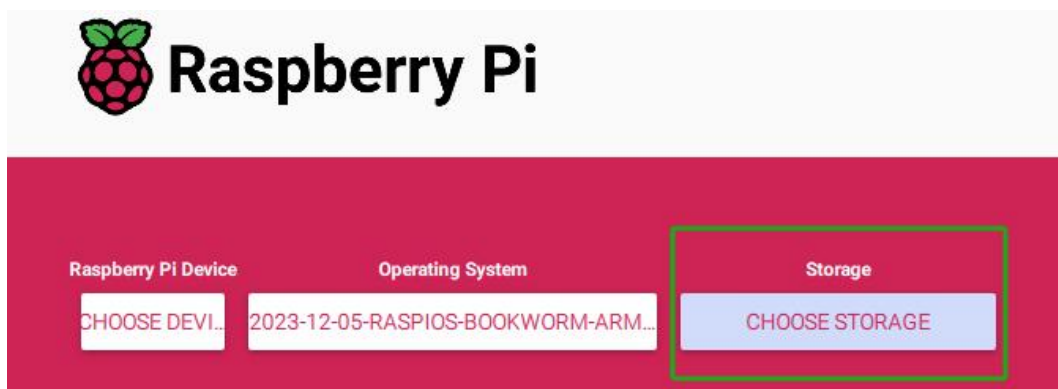 Raspberry Pi
Raspberry Pi Device
Operating System
Storage
CHOOSE DEVI...
2023-12-05-RASPIOS-BOOKWORM-ARM...
CHOOSE STORAGE